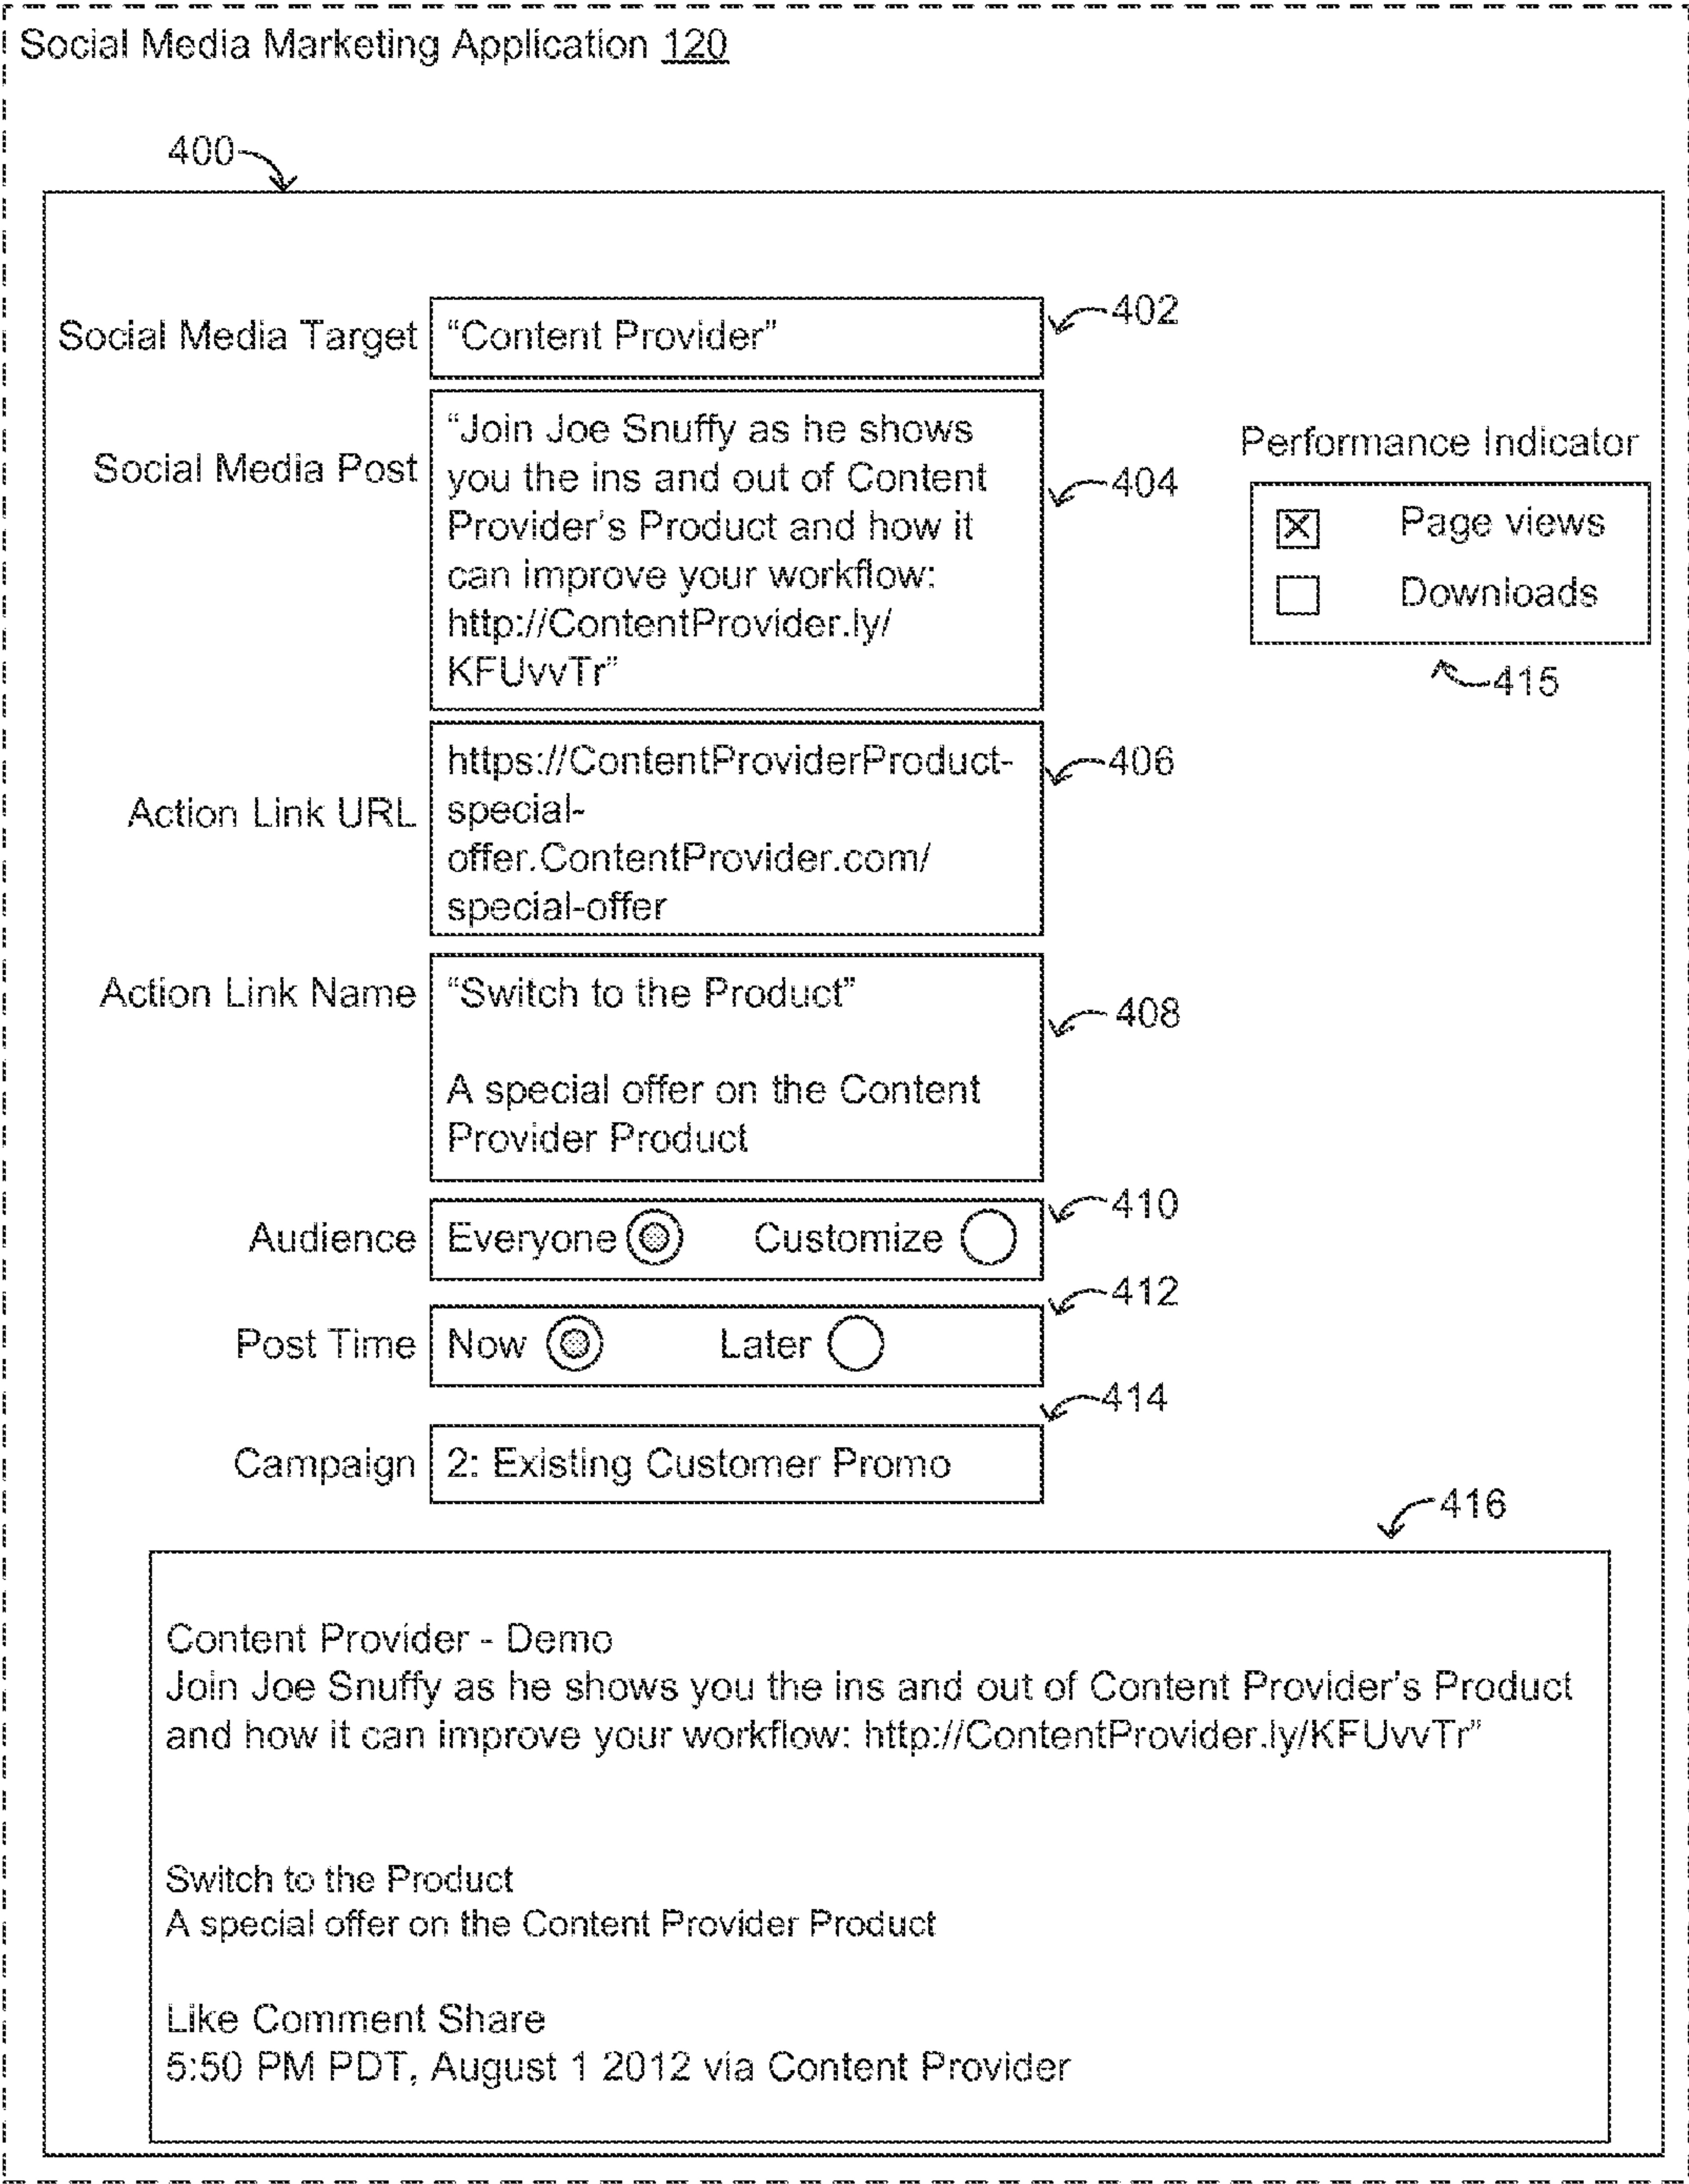 Social Media Marketing Application 120
400
Social Media Target
“Content Provider”
402
Social Media Post
“Join Joe Snuffy as he shows
you the ins and out of Content
Provider’s Product and how it
can improve your workflow:
http://ContentProvider.ly/
KFUvvTr”
404
Performance Indicator
Page views
Downloads
415
Action Link URL
https://ContentProviderProduct-
special-
offer.ContentProvider.com/
special-offer
406
Action Link Name
“Switch to the Product”
A special offer on the Content
Provider Product
408
Audience
Everyone
Customize
410
Post Time
Now
Later
412
Campaign
2: Existing Customer Promo
414
416
Content Provider - Demo
Join Joe Snuffy as he shows you the ins and out of Content Provider’s Product
and how it can improve your workflow: http://ContentProvider.ly/KFUvvTr”
Switch to the Product
A special offer on the Content Provider Product
Like Comment Share
5:50 PM PDT, August 1 2012 via Content Provider